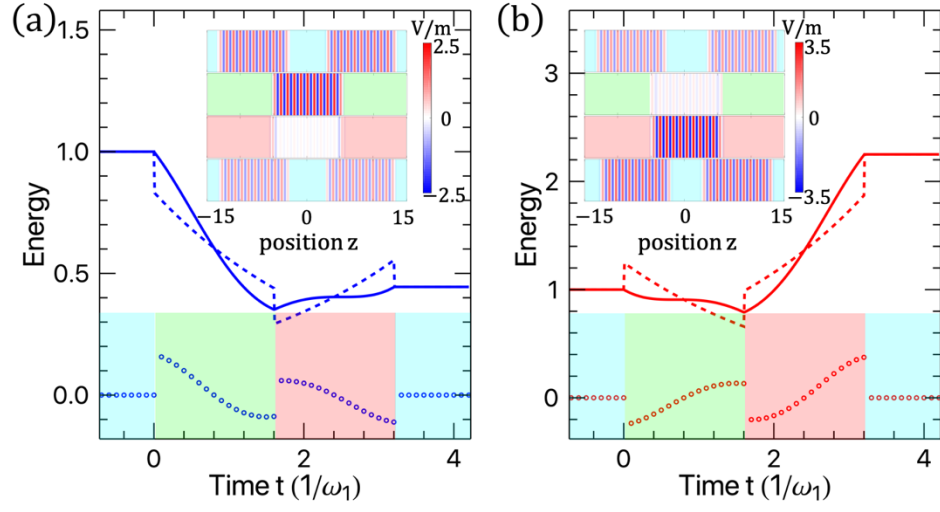 (a)
1.5
1.0
0.5
0.0
Energy
V/m
2.5
0
−2.5
−15 0 15
position z
0 2 4
Time t (1/ω₁)
(b)
3
2
1
0
Energy
V/m
3.5
0
−3.5
−15 0 15
position z
0 2 4
Time t (1/ω₁)